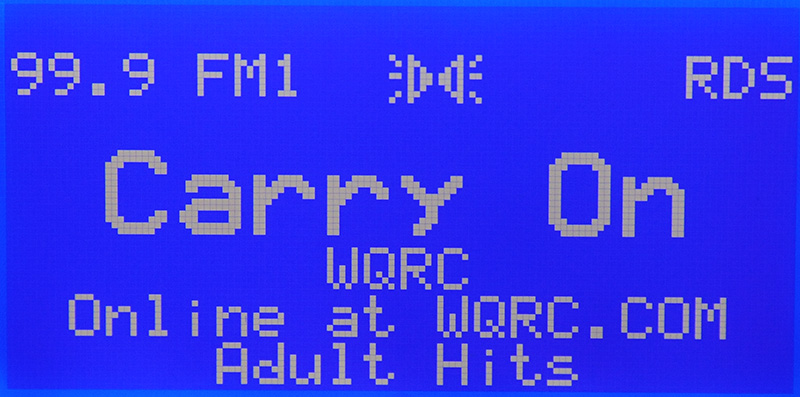 99.9 FM1 RDS
Carry On
WQRC
Online at WQRC.COM
Adult Hits